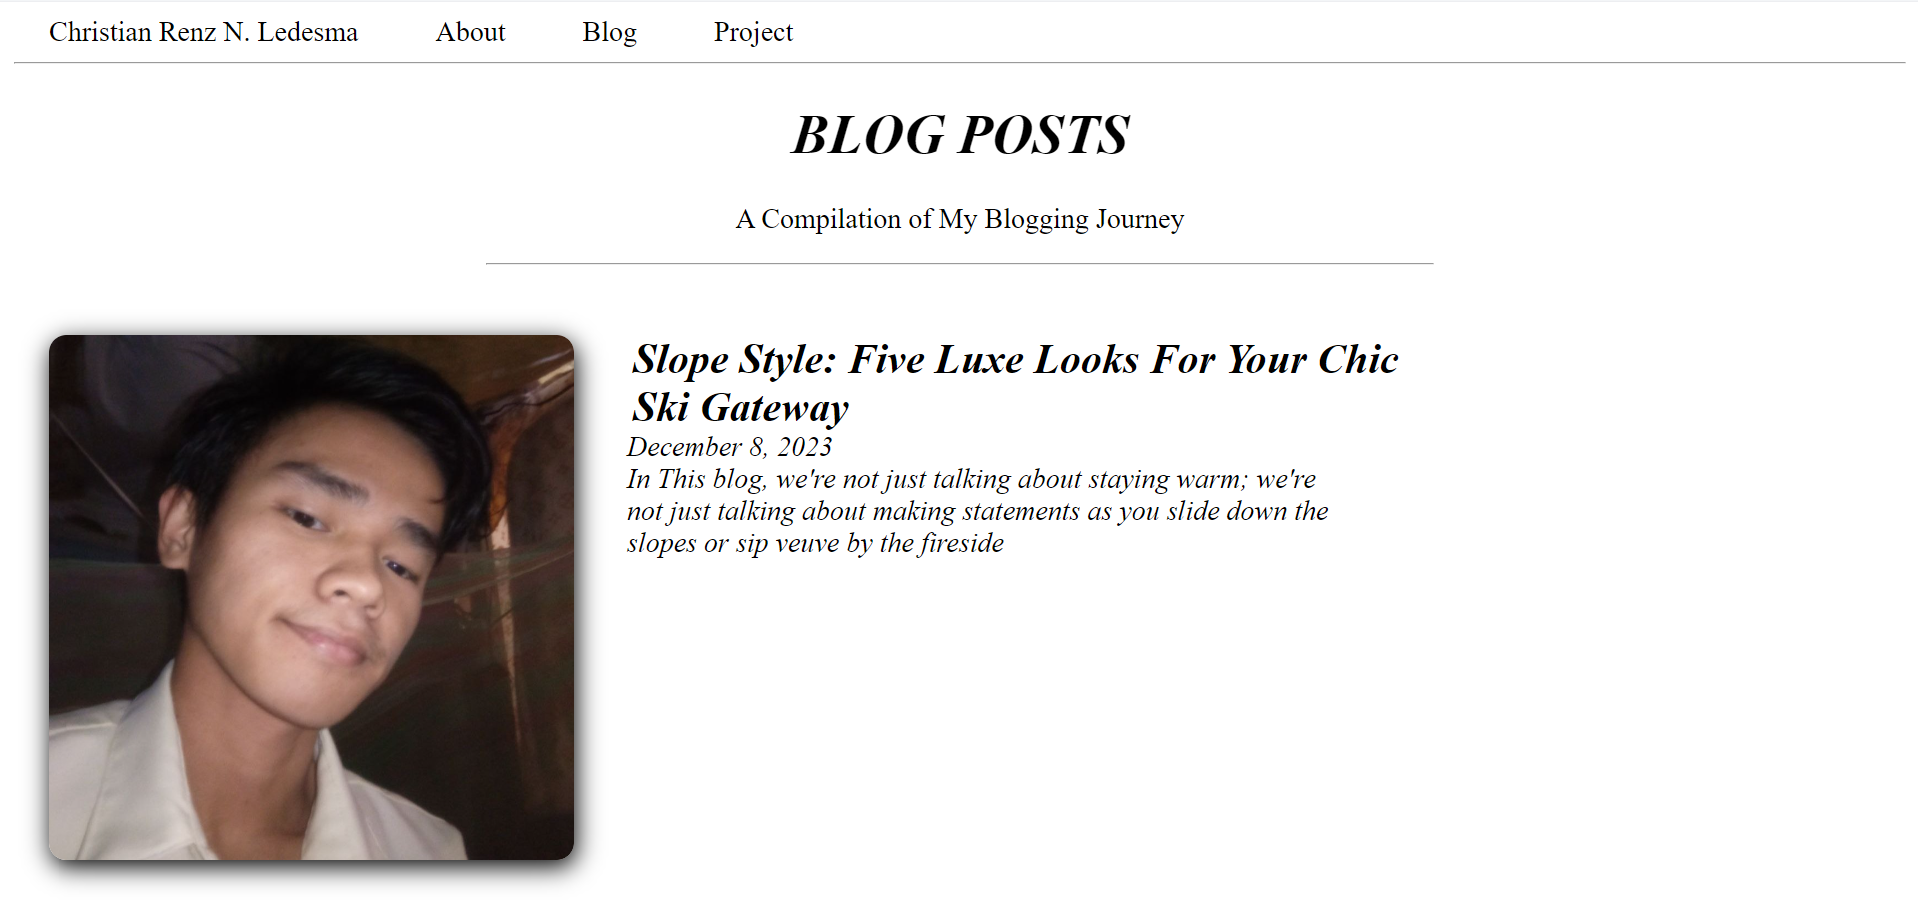 Christian Renz N. Ledesma About Blog Project
BLOG POSTS
A Compilation of My Blogging Journey
Slope Style: Five Luxe Looks For Your Chic
Ski Gateway
December 8, 2023
In This blog, we're not just talking about staying warm; we're
not just talking about making statements as you slide down the
slopes or sip veuve by the fireside